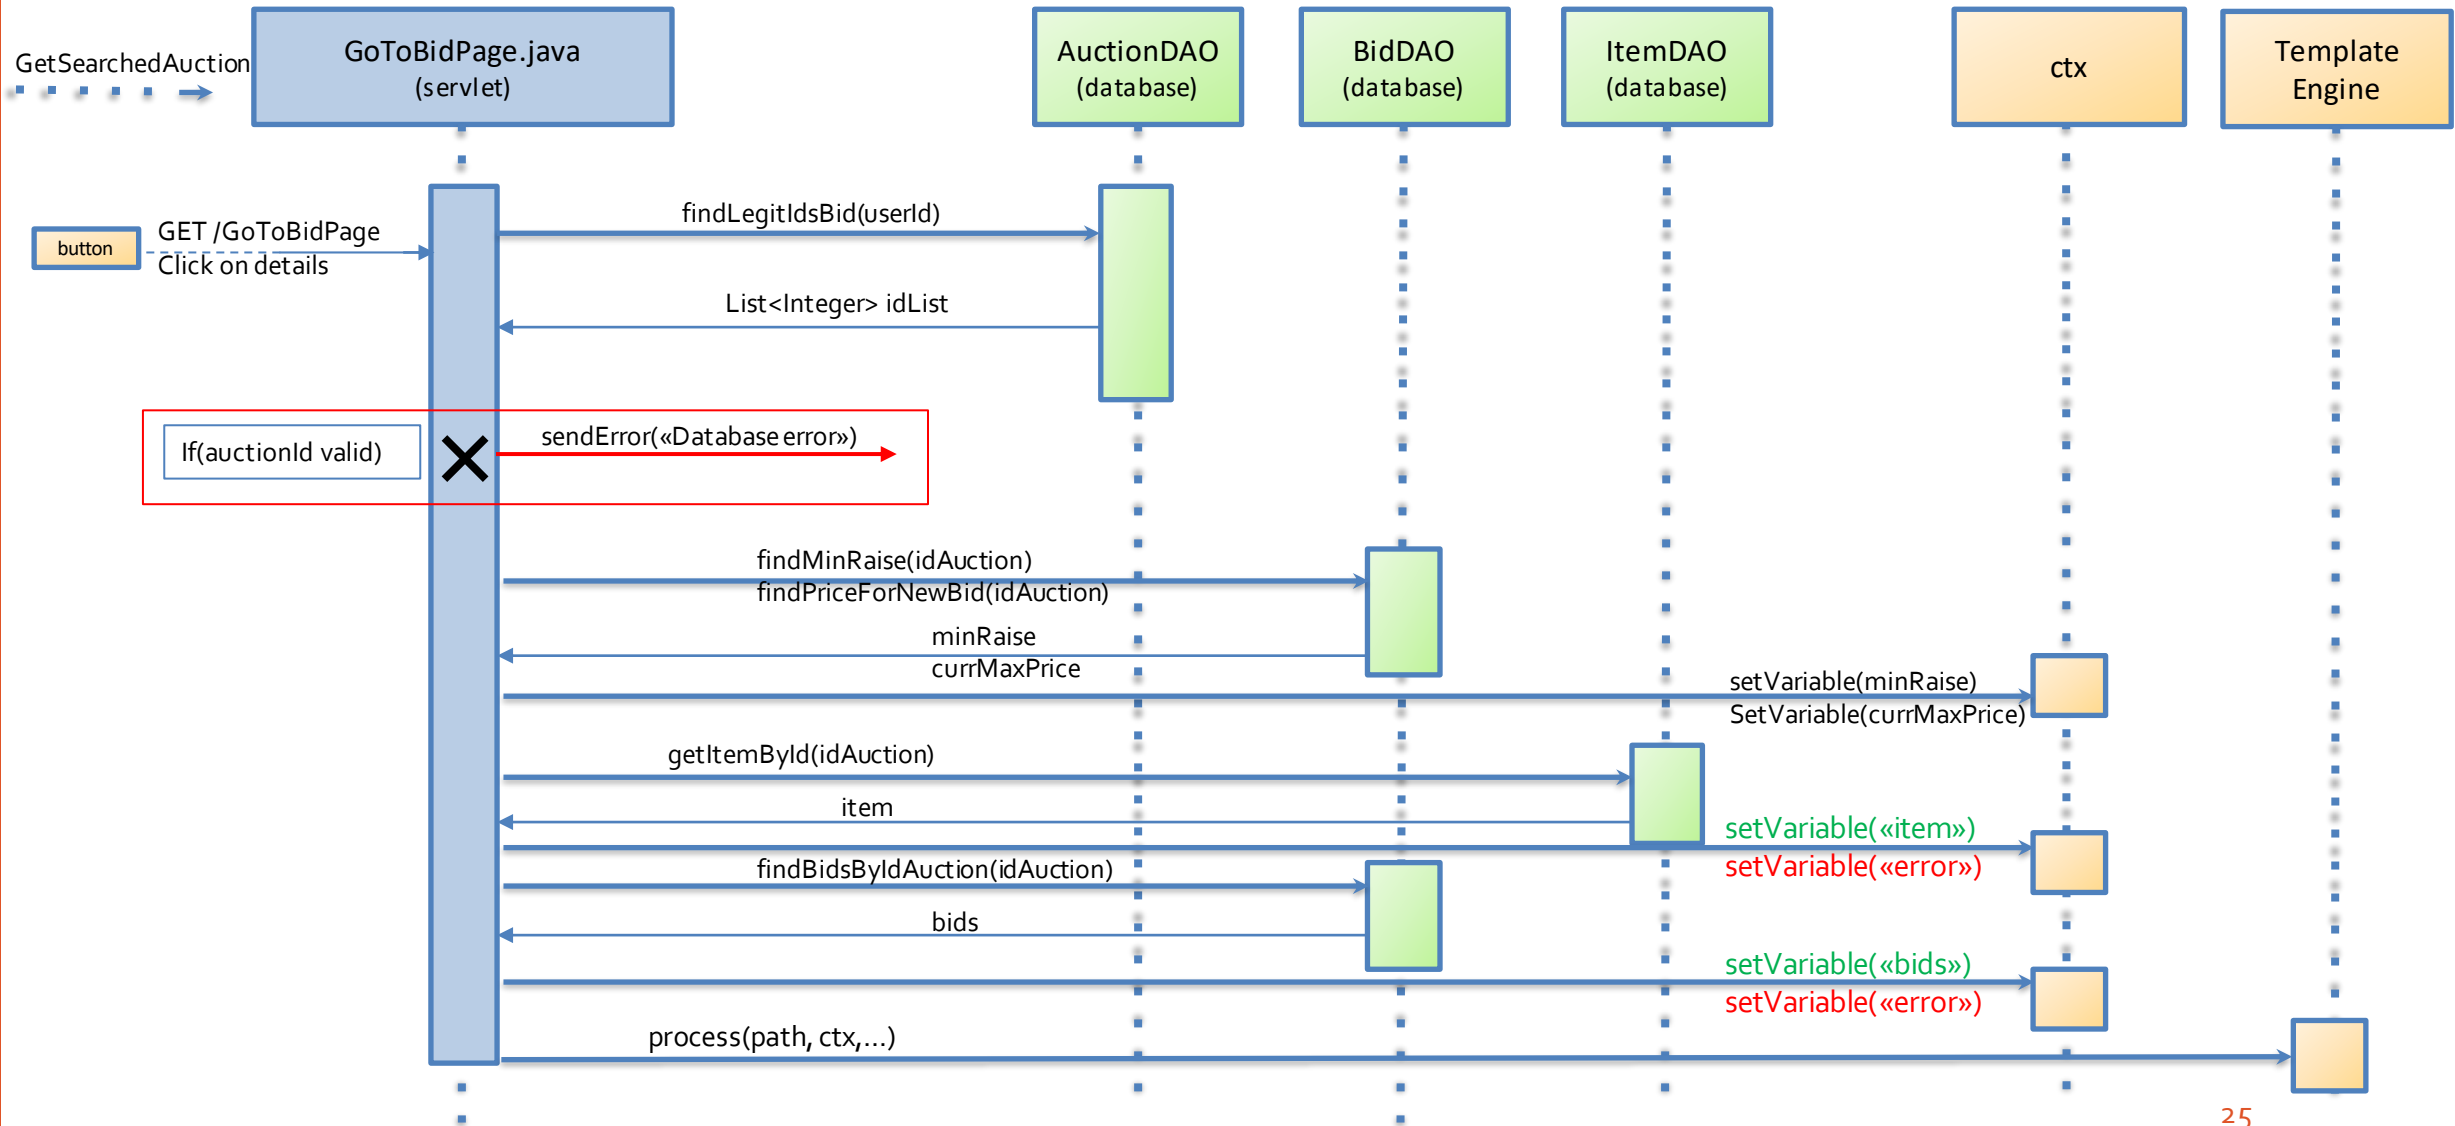 GetSearchedAuction
GoToBidPage.java
(servlet)
AuctionDAO
(database)
BidDAO
(database)
ItemDAO
(database)
ctx
Template
Engine
button
GET /GoToBidPage
Click on details
findLegitIdsBid(userId)
List<Integer> idList
If(auctionId valid)
sendError(«Database error»)
findMinRaise(idAuction)
findPriceForNewBid(idAuction)
minRaise
currMaxPrice
setVariable(minRaise)
SetVariable(currMaxPrice)
getItemById(idAuction)
item
setVariable(«item»)
setVariable(«error»)
findBidsByIdAuction(idAuction)
bids
setVariable(«bids»)
setVariable(«error»)
process(path, ctx,...)
25